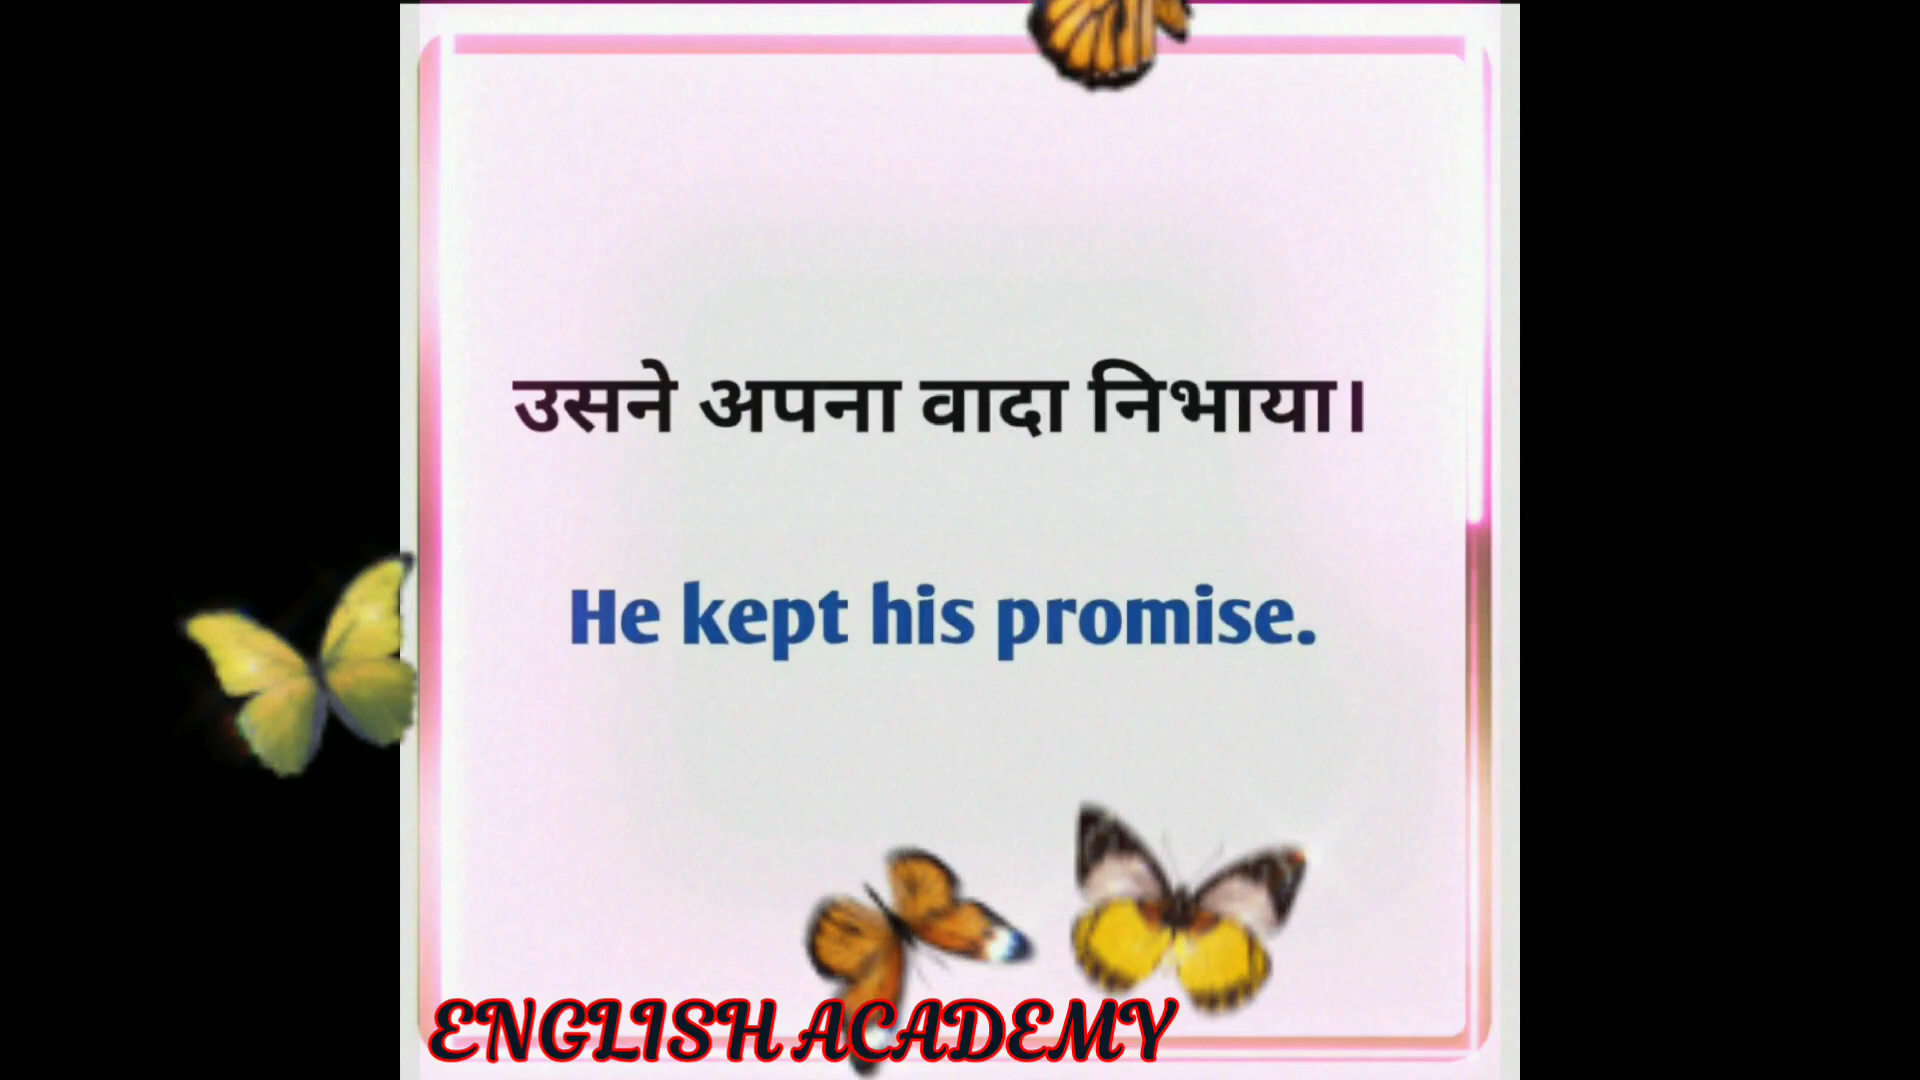 उसने अपना वादा निभाया।
He kept his promise.
ENGLISH ACADEMY